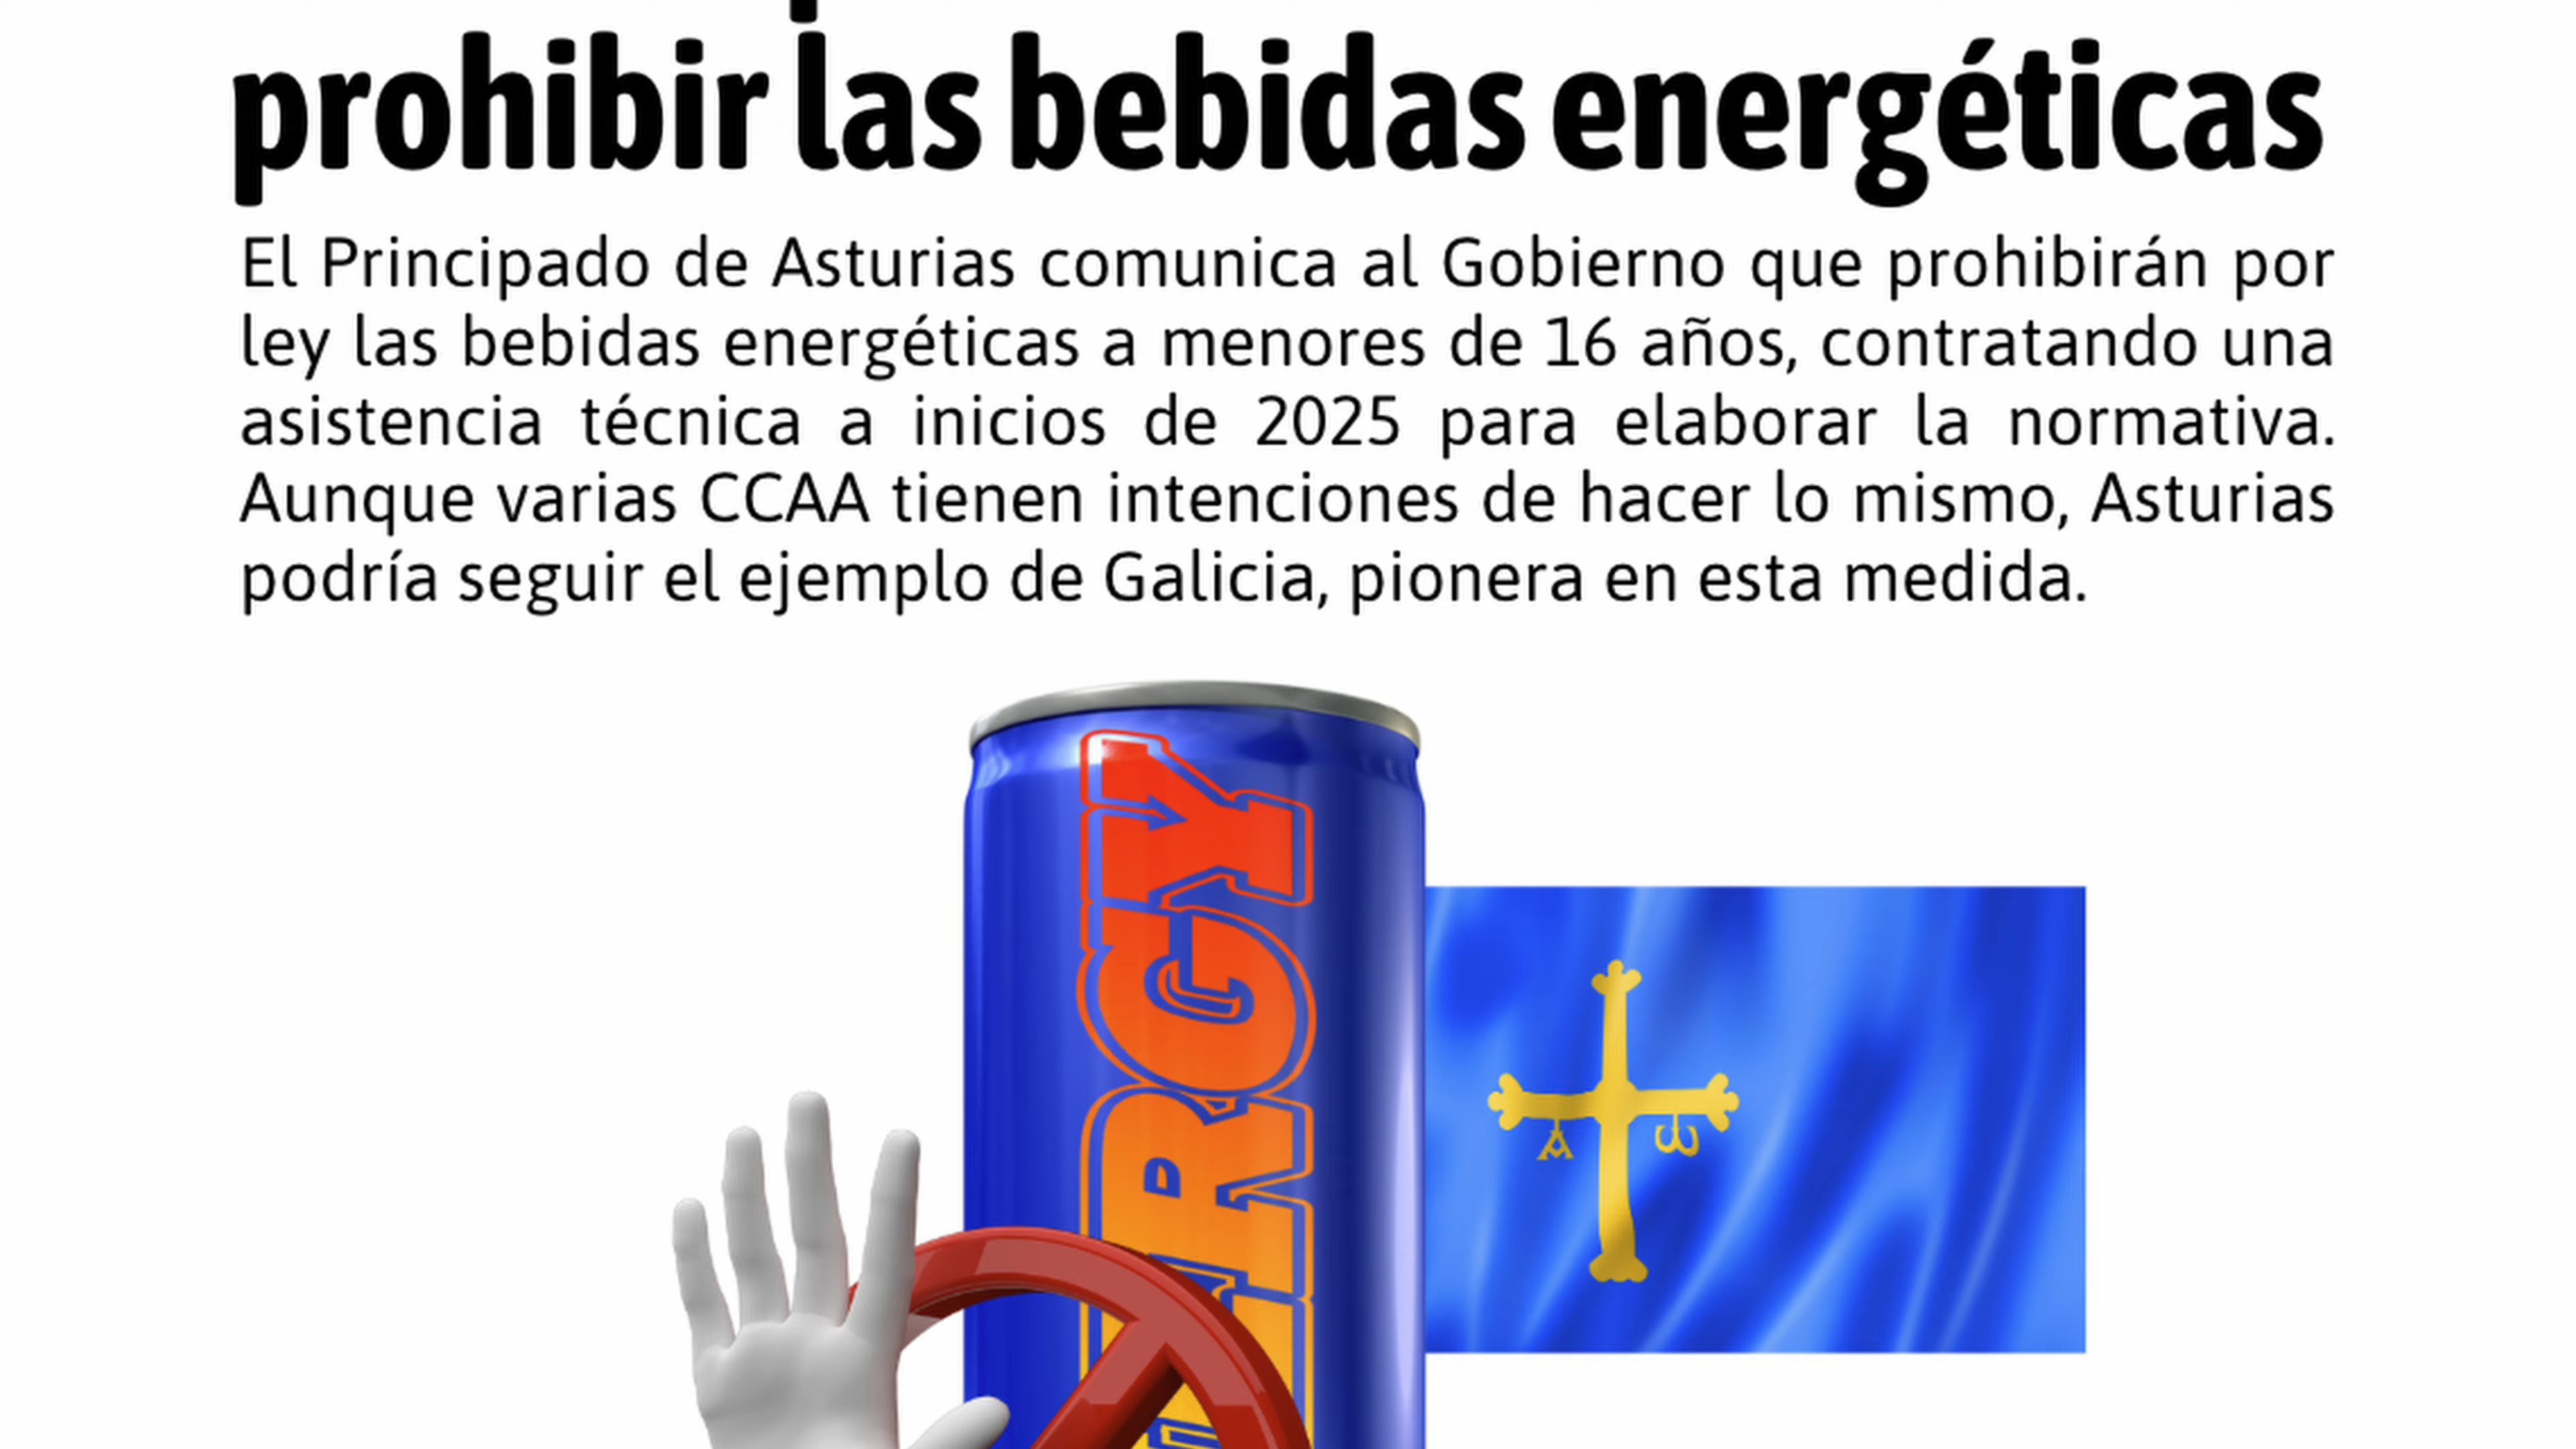 prohibir las bebidas energéticas
El Principado de Asturias comunica al Gobierno que prohibirán por
ley las bebidas energéticas a menores de 16 años, contratando una
asistencia técnica a inicios de 2025 para elaborar la normativa.
Aunque varias CCAA tienen intenciones de hacer lo mismo, Asturias
podría seguir el ejemplo de Galicia, pionera en esta medida.
RGY
Α ω